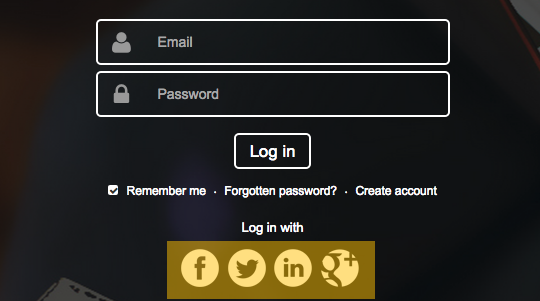 Email
Password
Log in
Remember me · Forgotten password? · Create account
Log in with
f in g+